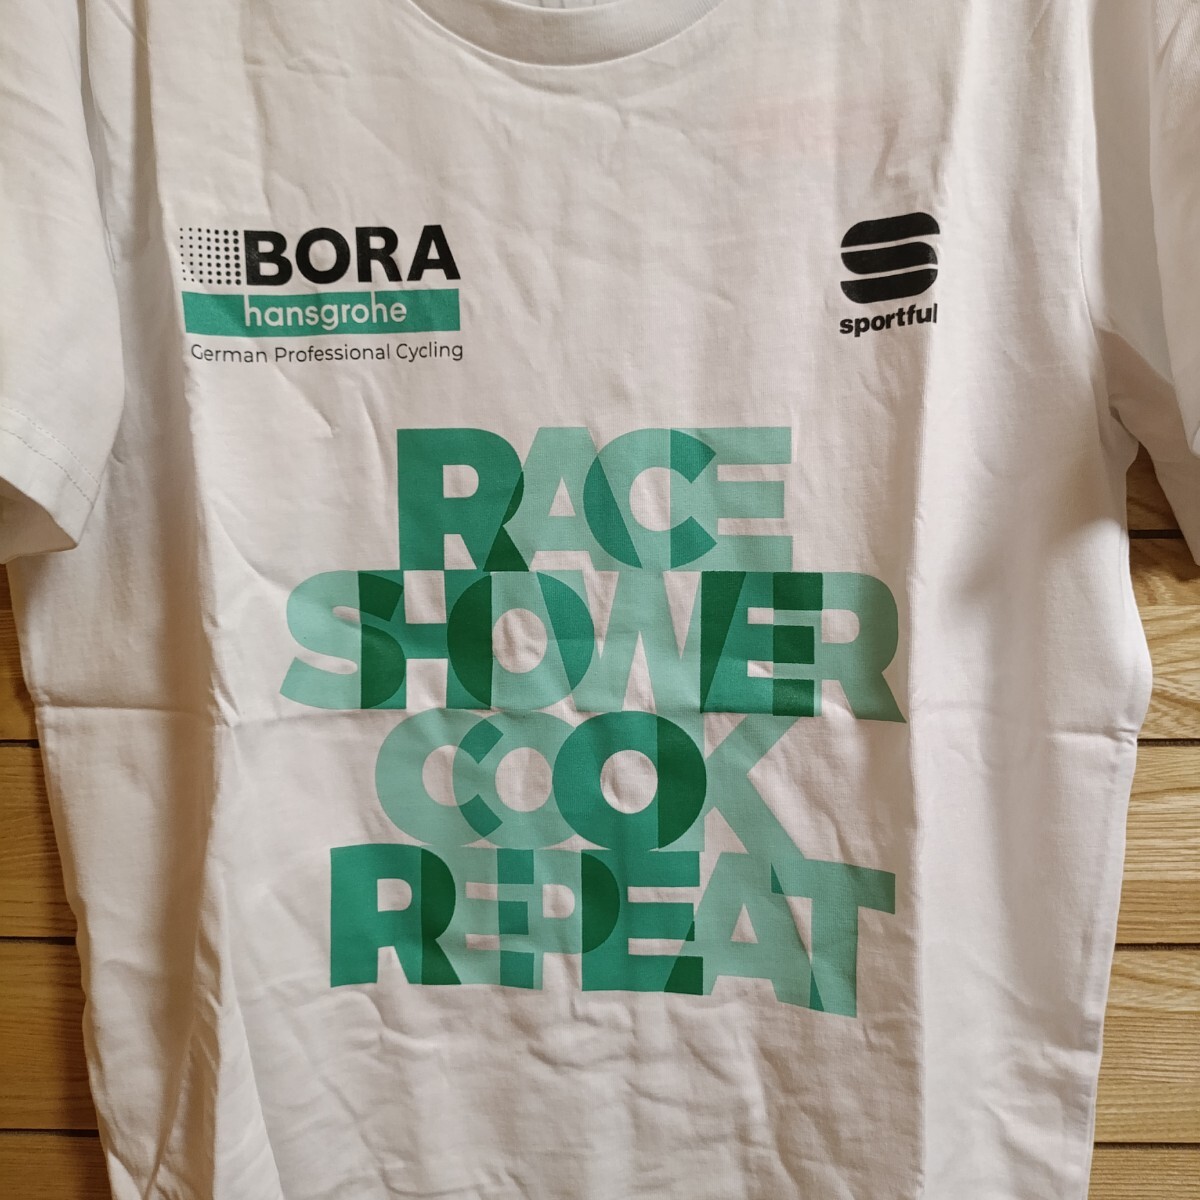 BORA
hansgrohe
German Professional Cycling
sportful
RACE
SHOWER
COOK
REPEAT